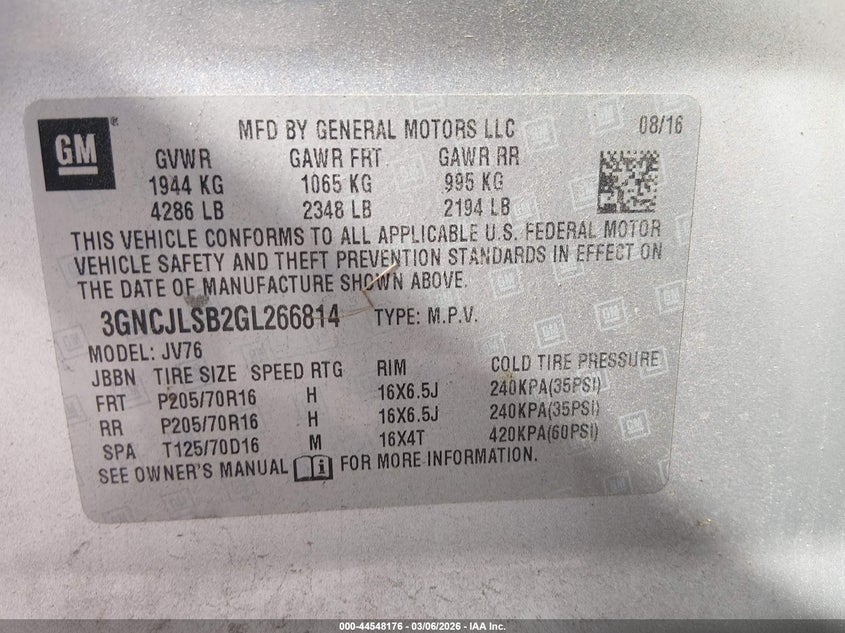 GM
MFD BY GENERAL MOTORS LLC 08/16
GVWR GAWR FRT. GAWR RR
1944 KG 1065 KG 995 KG
4286 LB 2348 LB 2194 LB
THIS VEHICLE CONFORMS TO ALL APPLICABLE U.S. FEDERAL MOTOR
VEHICLE SAFETY AND THEFT PREVENTION STANDARDS IN EFFECT ON
THE DATE OF MANUFACTURE SHOWN ABOVE.
3GNCJLSB2GL266814 TYPE: M.P.V.
MODEL: JV76
JBBN TIRE SIZE SPEED RTG RIM COLD TIRE PRESSURE
FRT P205/70R16 H 16X6.5J 240KPA(35PSI)
RR P205/70R16 H 16X6.5J 240KPA(35PSI)
SPA T125/70D16 M 16X4T 420KPA(60PSI)
SEE OWNER'S MANUAL FOR MORE INFORMATION.
000-44548176 - 03/06/2026 - IAA Inc.